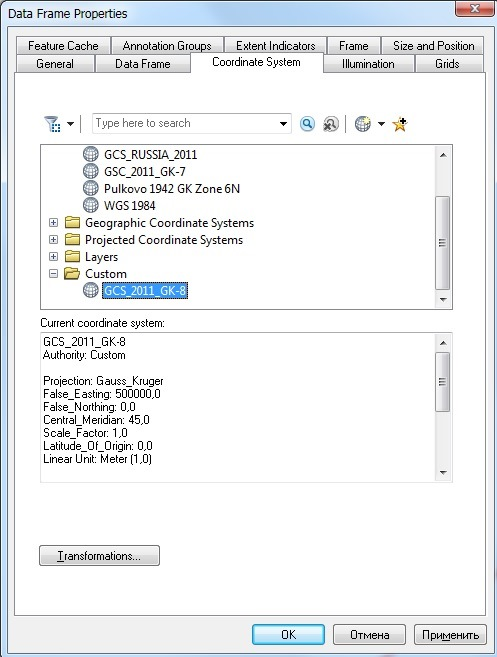 Data Frame Properties
Feature Cache Annotation Groups Extent Indicators Frame Size and Position
General Data Frame Coordinate System Illumination Grids
Type here to search
GCS_RUSSIA_2011
GSC_2011_GK-7
Pulkovo 1942 GK Zone 6N
WGS 1984
Geographic Coordinate Systems
Projected Coordinate Systems
Layers
Custom
GCS_2011_GK-8
Current coordinate system:
GCS_2011_GK-8
Authority: Custom
Projection: Gauss_Kruger
False_Easting: 500000,0
False_Northing: 0,0
Central_Meridian: 45,0
Scale_Factor: 1,0
Latitude_Of_Origin: 0,0
Linear Unit: Meter (1,0)
Transformations...
OK Отмена Применить